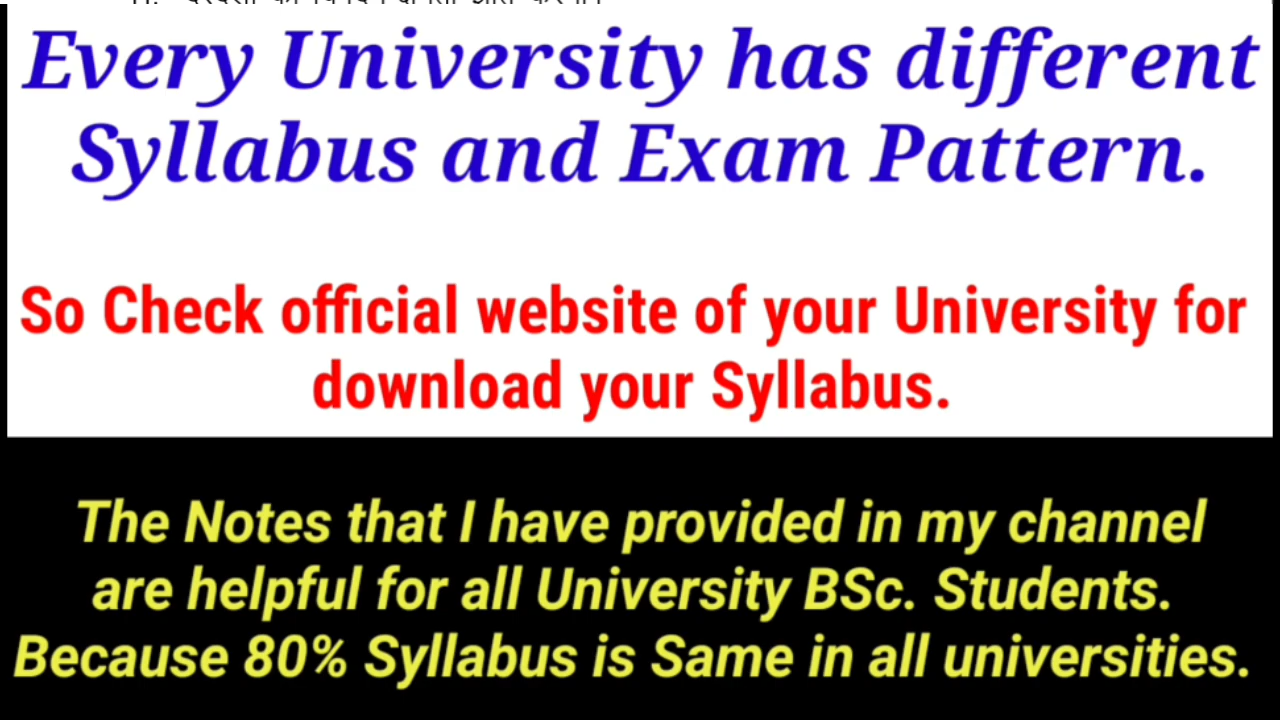 Every University has different
Syllabus and Exam Pattern.
So Check official website of your University for
download your Syllabus.
The Notes that I have provided in my channel
are helpful for all University BSc. Students.
Because 80% Syllabus is Same in all universities.